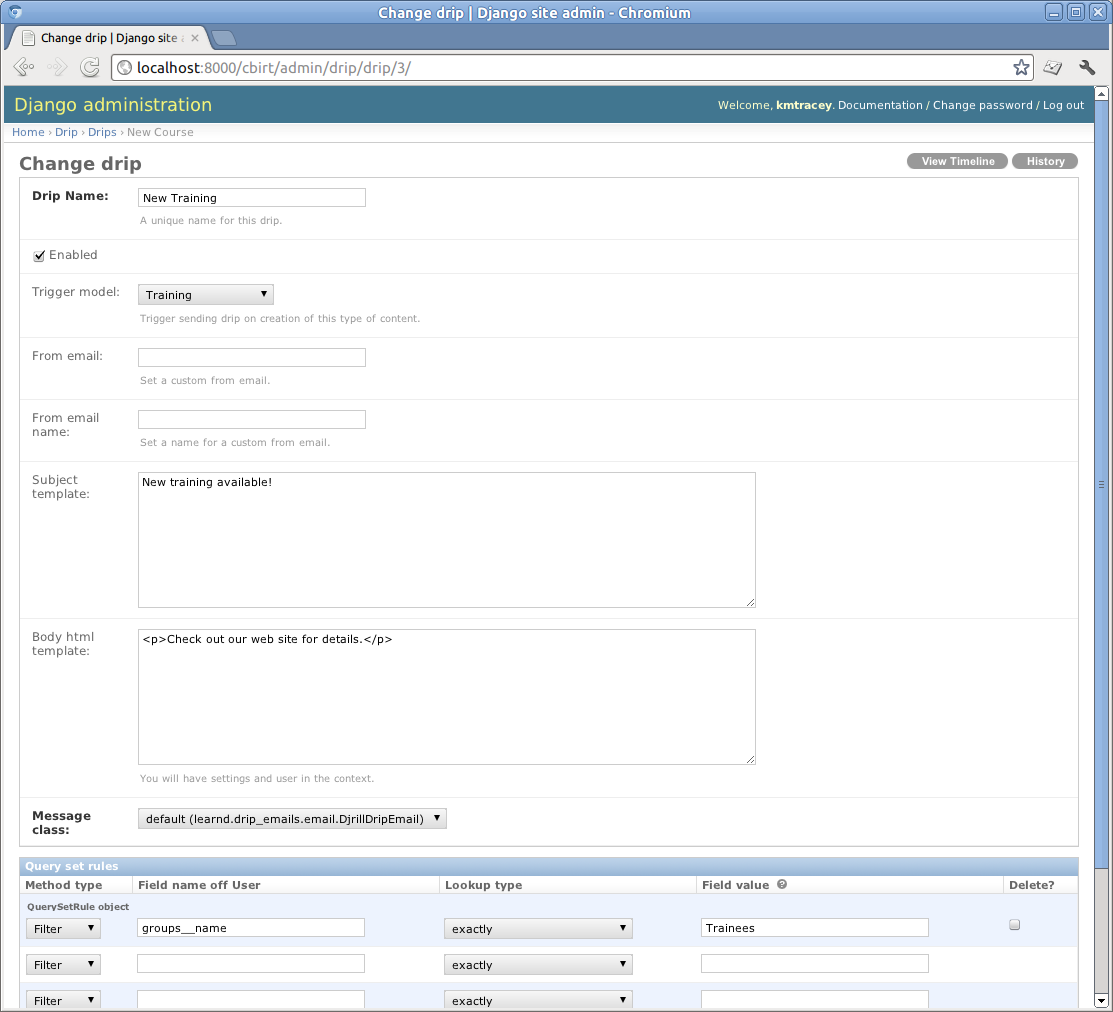 Change drip | Django site admin - Chromium
Change drip | Django site a
localhost:8000/cbirt/admin/drip/drip/3/
Django administration
Welcome, kmtracey. Documentation / Change password / Log out
Home › Drip › Drips › New Course
Change drip
View Timeline
History
Drip Name:
New Training
A unique name for this drip.
Enabled
Trigger model:
Training
Trigger sending drip on creation of this type of content.
From email:
Set a custom from email.
From email
name:
Set a name for a custom from email.
Subject
template:
New training available!
Body html
template:
<p>Check out our web site for details.</p>
You will have settings and user in the context.
Message
class:
default (learnd.drip_emails.email.DjrillDripEmail)
Query set rules
Method type Field name off User Lookup type Field value Delete?
QuerySetRule object
Filter groups__name exactly Trainees
Filter exactly
Filter exactly